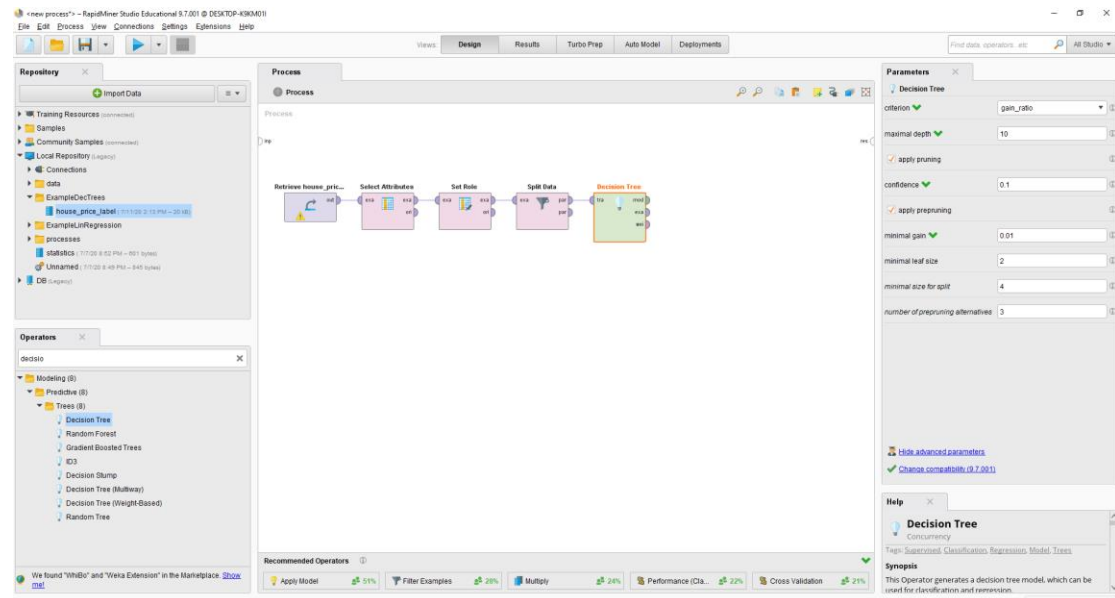 <new process*> – RapidMiner Studio Educational 9.7.001 @ DESKTOP-K9KM01I
File Edit Process View Connections Settings Extensions Help
Views: Design Results Turbo Prep Auto Model Deployments
Find data, operators...etc
All Studio
Repository
Import Data
Training Resources (connected)
Samples
Community Samples (connected)
Local Repository (Legacy)
Connections
data
ExampleDecTrees
house_price_label
ExampleLinRegression
processes
statistics
Unnamed
DB (Legacy)
Operators
decisio
Modeling (8)
Predictive (8)
Trees (8)
Decision Tree
Random Forest
Gradient Boosted Trees
ID3
Decision Stump
Decision Tree (Multiway)
Decision Tree (Weight-Based)
Random Tree
We found "WhiBo" and "Weka Extension" in the Marketplace. Show me!
Process
Process
Process
inp
res
Retrieve house_pric... Select Attributes Set Role Split Data Decision Tree
out exa exa exa exa exa par tra mod
ori ori par exa
wei
Recommended Operators
Apply Model 51% Filter Examples 28% Multiply 24% Performance (Cla... 22% Cross Validation 21%
Parameters
Decision Tree
criterion gain_ratio
maximal depth 10
apply pruning
confidence 0.1
apply prepruning
minimal gain 0.01
minimal leaf size 2
minimal size for split 4
number of prepruning alternatives 3
Hide advanced parameters
Change compatibility (9.7.001)
Help
Decision Tree
Concurrency
Tags: Supervised, Classification, Regression, Model, Trees
Synopsis
This Operator generates a decision tree model, which can be
used for classification and regression.